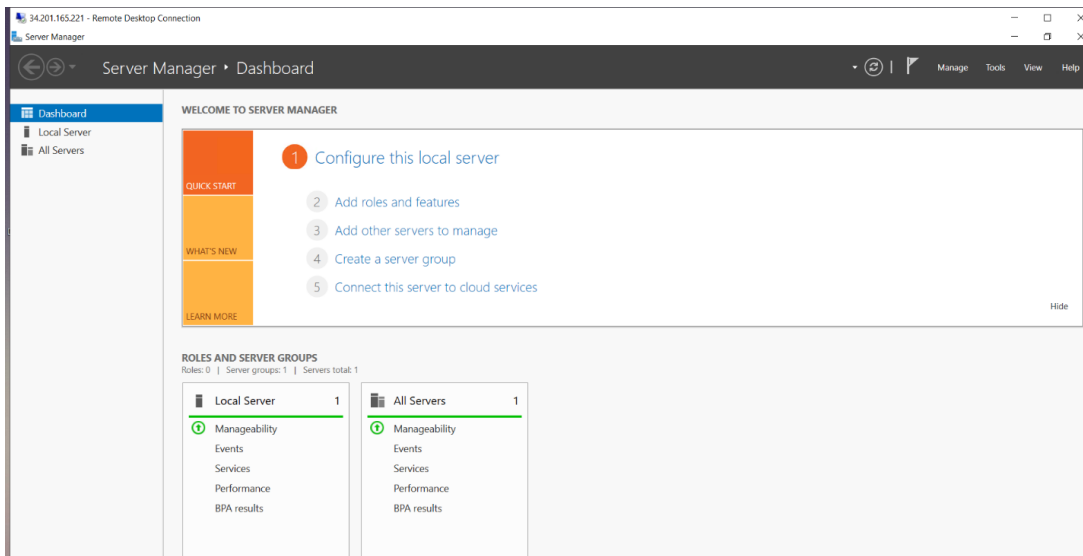 34.201.165.221 - Remote Desktop Connection
Server Manager
Server Manager ‣ Dashboard
Manage Tools View Help
Dashboard
Local Server
All Servers
WELCOME TO SERVER MANAGER
QUICK START
WHAT'S NEW
LEARN MORE
1 Configure this local server
2 Add roles and features
3 Add other servers to manage
4 Create a server group
5 Connect this server to cloud services
Hide
ROLES AND SERVER GROUPS
Roles: 0 | Server groups: 1 | Servers total: 1
Local Server 1
Manageability
Events
Services
Performance
BPA results
All Servers 1
Manageability
Events
Services
Performance
BPA results